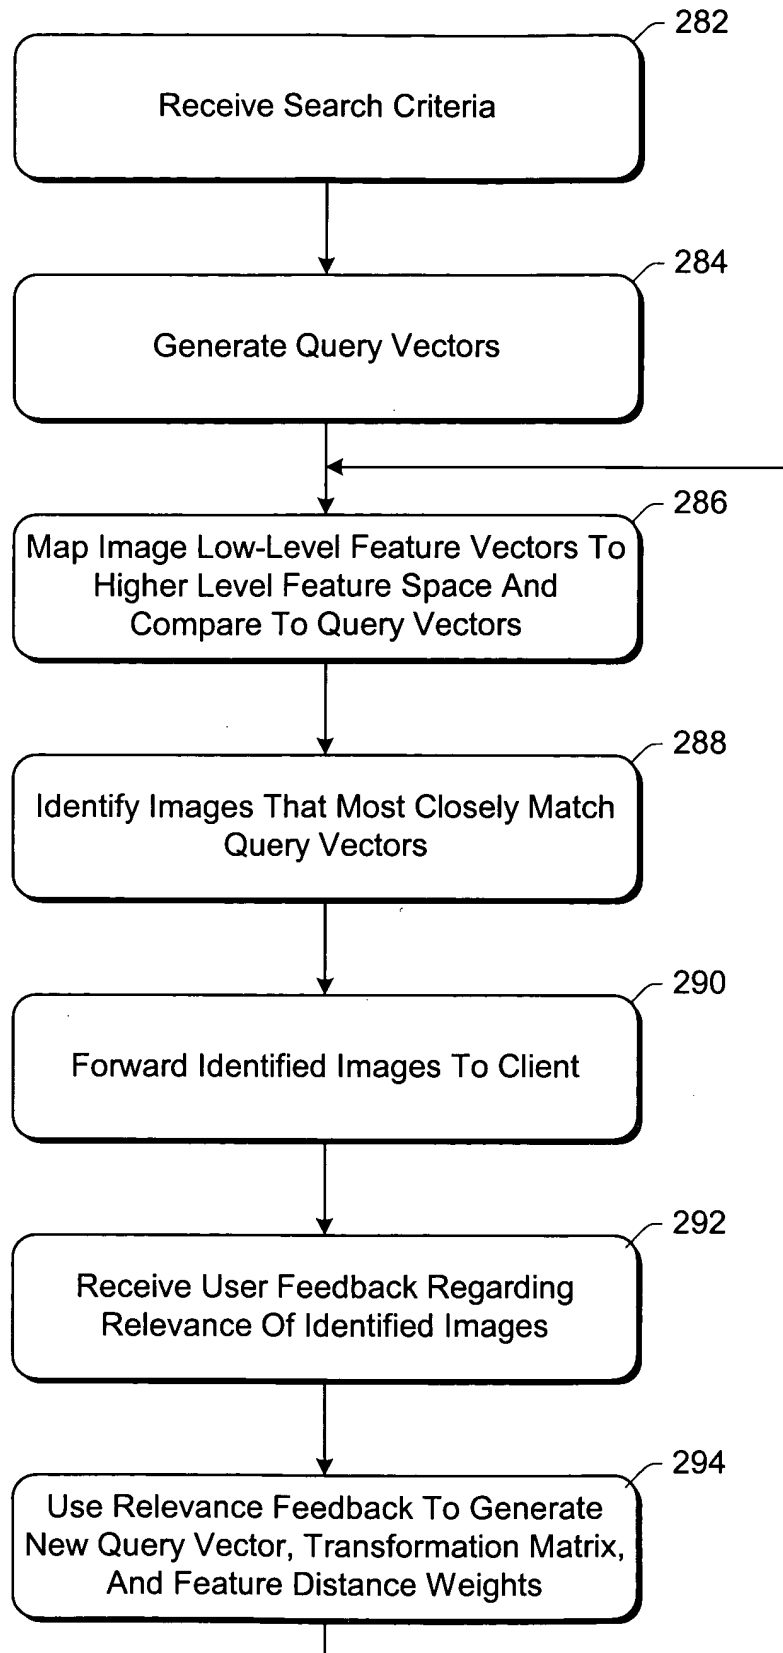 282
Receive Search Criteria
284
Generate Query Vectors
286
Map Image Low-Level Feature Vectors To
Higher Level Feature Space And
Compare To Query Vectors
288
Identify Images That Most Closely Match
Query Vectors
290
Forward Identified Images To Client
292
Receive User Feedback Regarding
Relevance Of Identified Images
294
Use Relevance Feedback To Generate
New Query Vector, Transformation Matrix,
And Feature Distance Weights